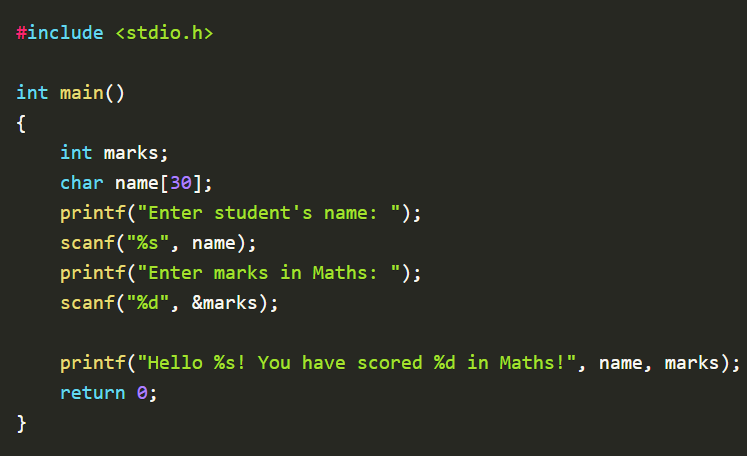 #include <stdio.h>
int main()
{
int marks;
char name[30];
printf("Enter student's name: ");
scanf("%s", name);
printf("Enter marks in Maths: ");
scanf("%d", &marks);
printf("Hello %s! You have scored %d in Maths!", name, marks);
return 0;
}